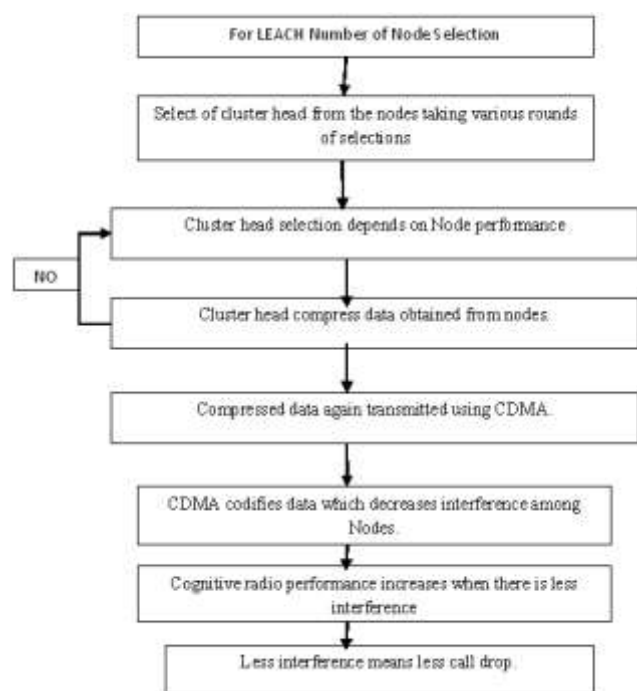 For LEACH Number of Node Selection
Select of cluster head from the nodes taking various rounds
of selections
Cluster head selection depends on Node performance
NO
Cluster head compress data obtained from nodes.
Compressed data again transmitted using CDMA.
CDMA codifies data which decreases interference among
Nodes.
Cognitive radio performance increases when there is less
interference
Less interference means less call drop.